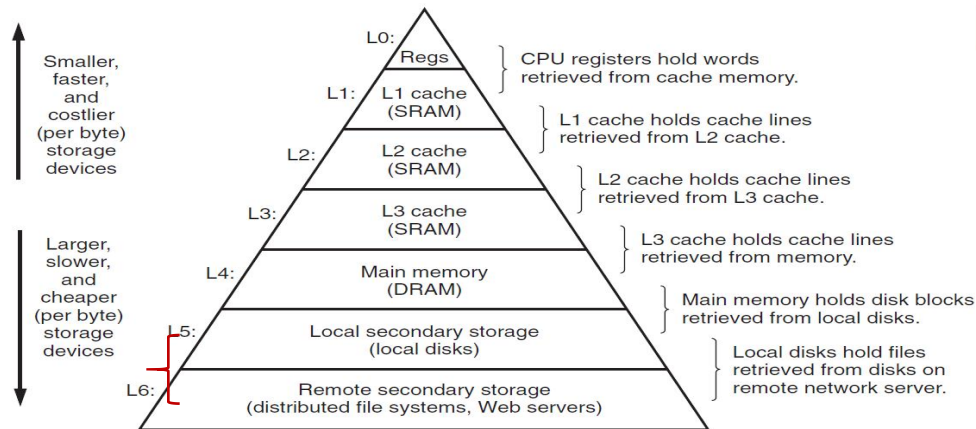 Smaller,
faster,
and
costlier
(per byte)
storage
devices
Larger,
slower,
and
cheaper
(per byte)
storage
devices
L0:
Regs
CPU registers hold words
retrieved from cache memory.
L1:
L1 cache
(SRAM)
L1 cache holds cache lines
retrieved from L2 cache.
L2:
L2 cache
(SRAM)
L2 cache holds cache lines
retrieved from L3 cache.
L3:
L3 cache
(SRAM)
L3 cache holds cache lines
retrieved from memory.
L4:
Main memory
(DRAM)
Main memory holds disk blocks
retrieved from local disks.
L5:
Local secondary storage
(local disks)
Local disks hold files
retrieved from disks on
remote network server.
L6:
Remote secondary storage
(distributed file systems, Web servers)